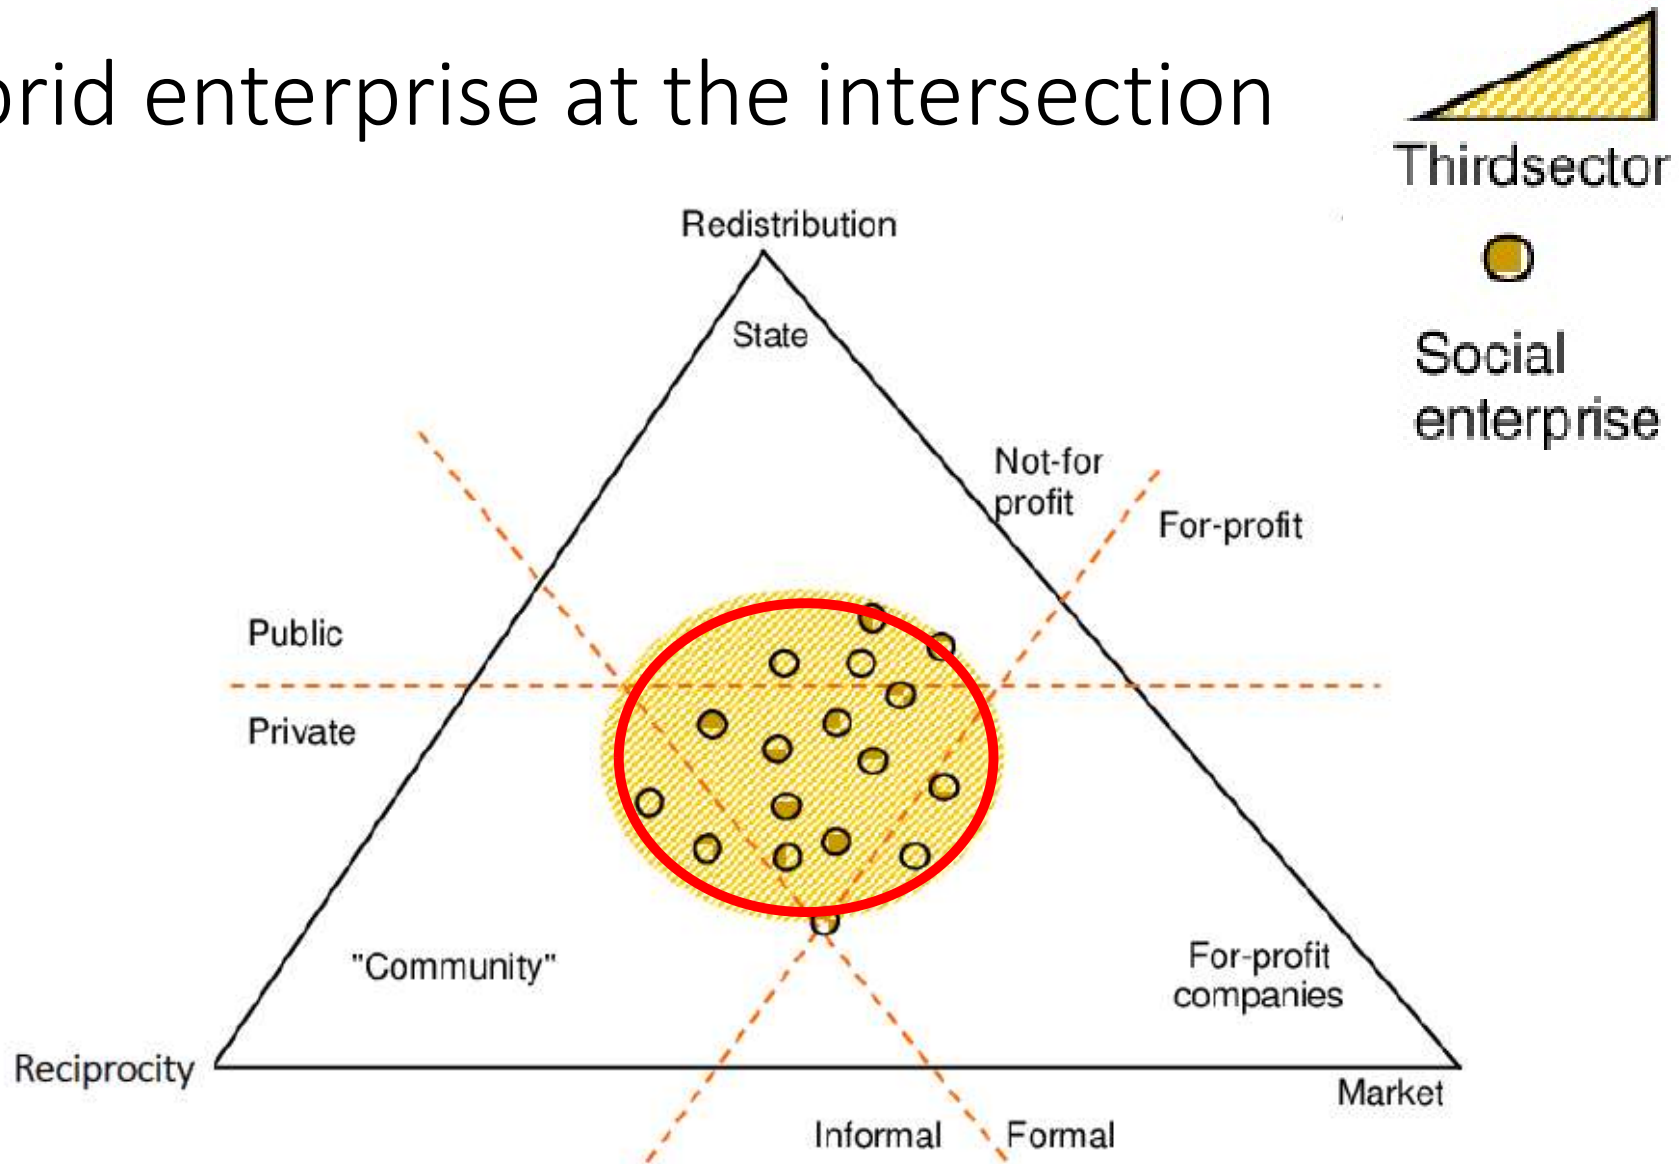 enterprise at the intersection
Thirdsector
Social
enterprise
Redistribution
State
Not-for
profit
For-profit
Public
Private
"Community"
For-profit
companies
Reciprocity
Market
Informal
Formal